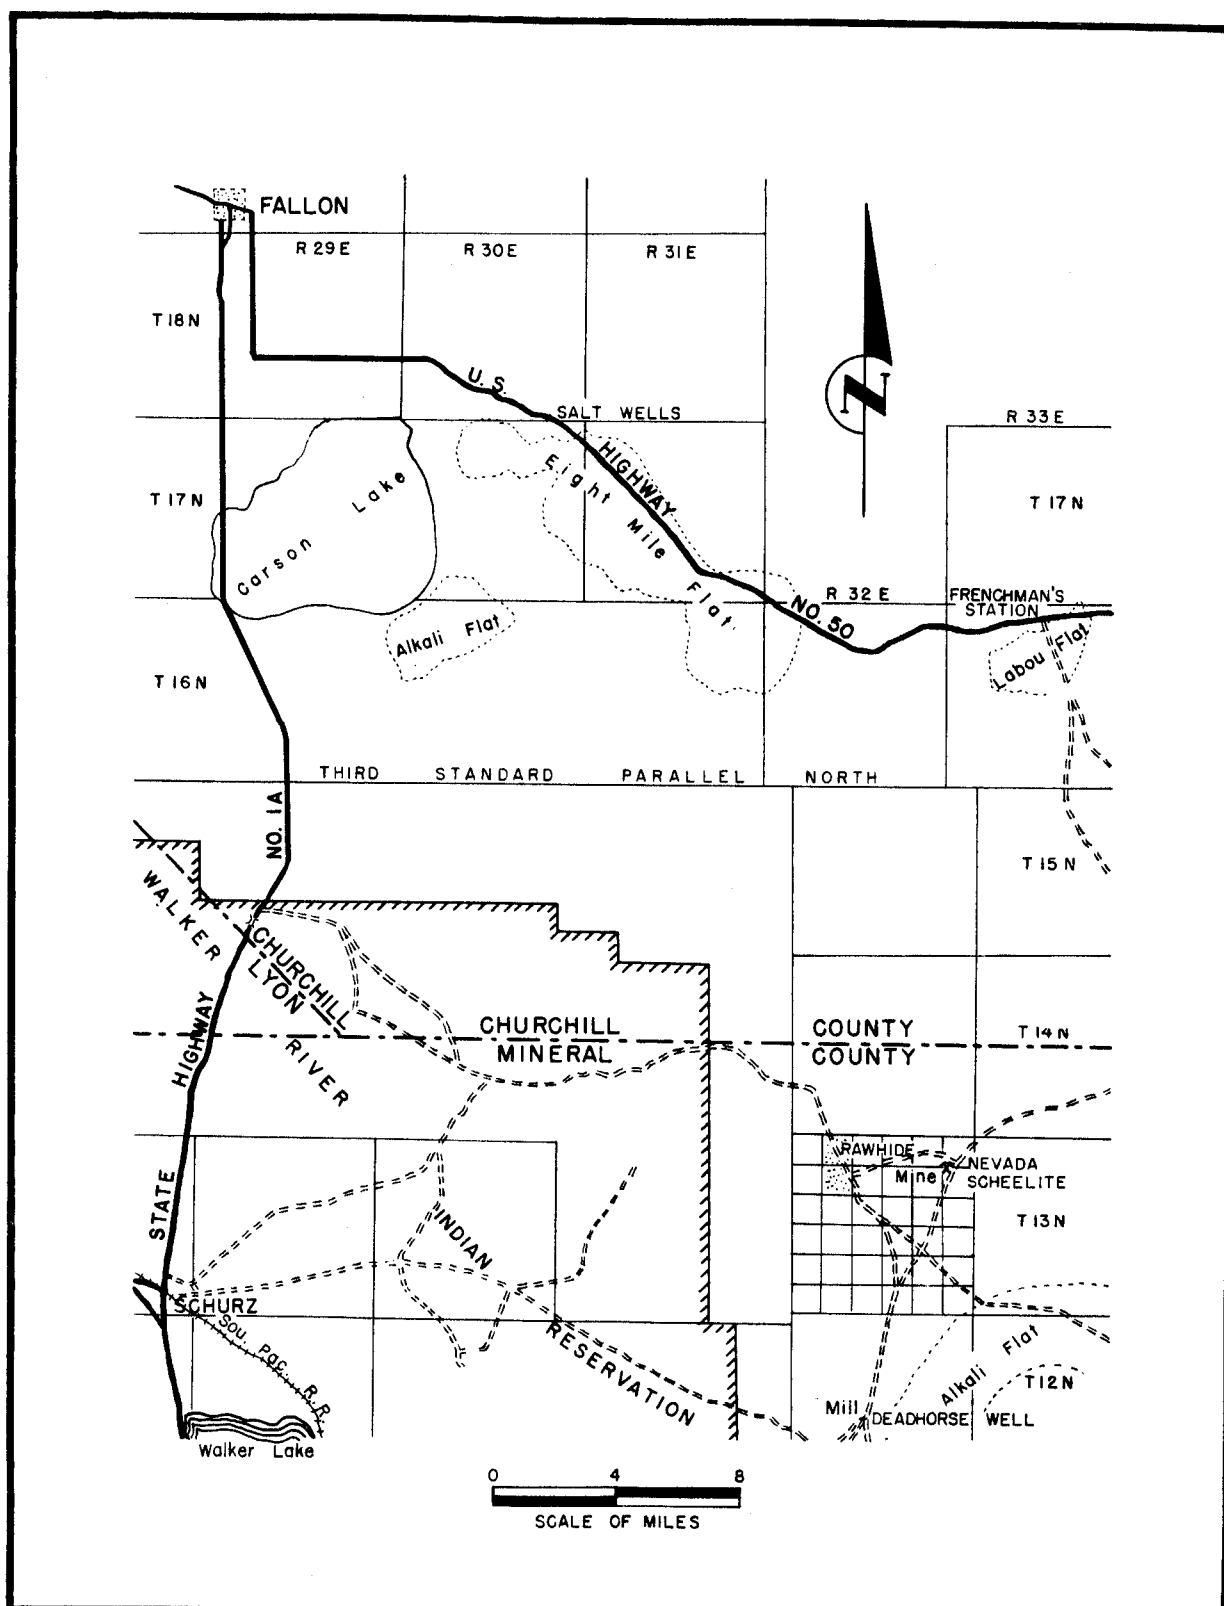 FALLON
R 29 E
R 30 E
R 31 E
T 18 N
U. S.
N
SALT WELLS
R 33 E
HIGHWAY
Eight Mile Flat
Carson Lake
T 17 N
T 17 N
R 32 E
FRENCHMAN'S
STATION
NO. 50
Alkali Flat
Labou Flat
T 16 N
THIRD STANDARD PARALLEL NORTH
NO. 1A
T 15 N
WALKER
CHURCHILL
LYON
HIGHWAY
CHURCHILL
COUNTY
T 14 N
MINERAL
COUNTY
RIVER
RAWHIDE
Mine
NEVADA
SCHEELITE
STATE
INDIAN
T 13 N
SCHURZ
Sou. Pac. R. R.
RESERVATION
Alkali Flat
T 12 N
Mill
DEADHORSE WELL
Walker Lake
0 4 8
SCALE OF MILES